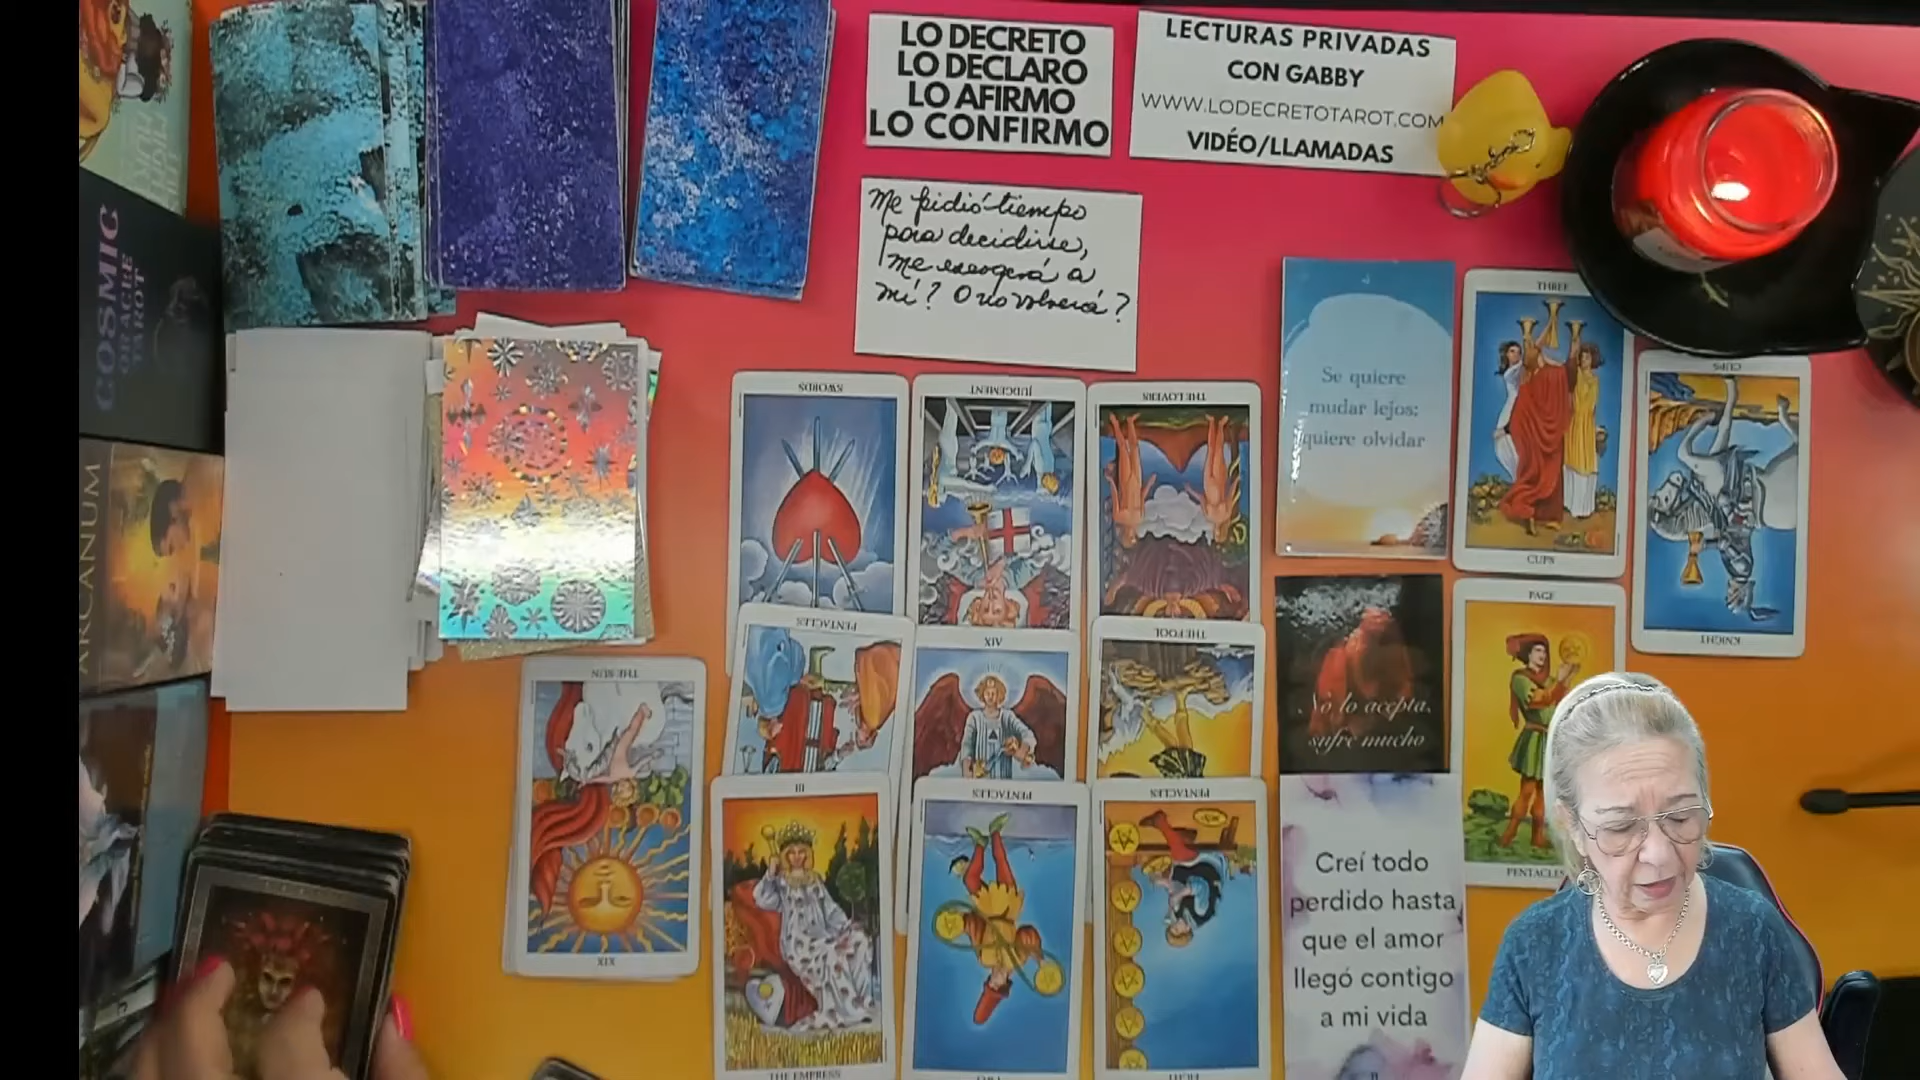 LO DECRETO
LO DECLARO
LO AFIRMO
LO CONFIRMO
LECTURAS PRIVADAS
CON GABBY
WWW.LODECRETOTAROT.COM
VIDÉO/LLAMADAS
Me pidió tiempo
para decidirse,
me escogerá a
mí? O no volverá?
COSMIC
ORACLE
TAROT
ARCANUM
SWORDS
JUDGEMENT
THE LOVERS
Se quiere
mudar lejos;
quiere olvidar
THREE
CUPS
CUPS
KNIGHT
PENTACLES
XIV
THE FOOL
No lo acepta,
sufre mucho
PAGE
PENTACLES
THE SUN
XIX
III
THE EMPRESS
PENTACLES
PENTACLES
Creí todo
perdido hasta
que el amor
llegó contigo
a mi vida